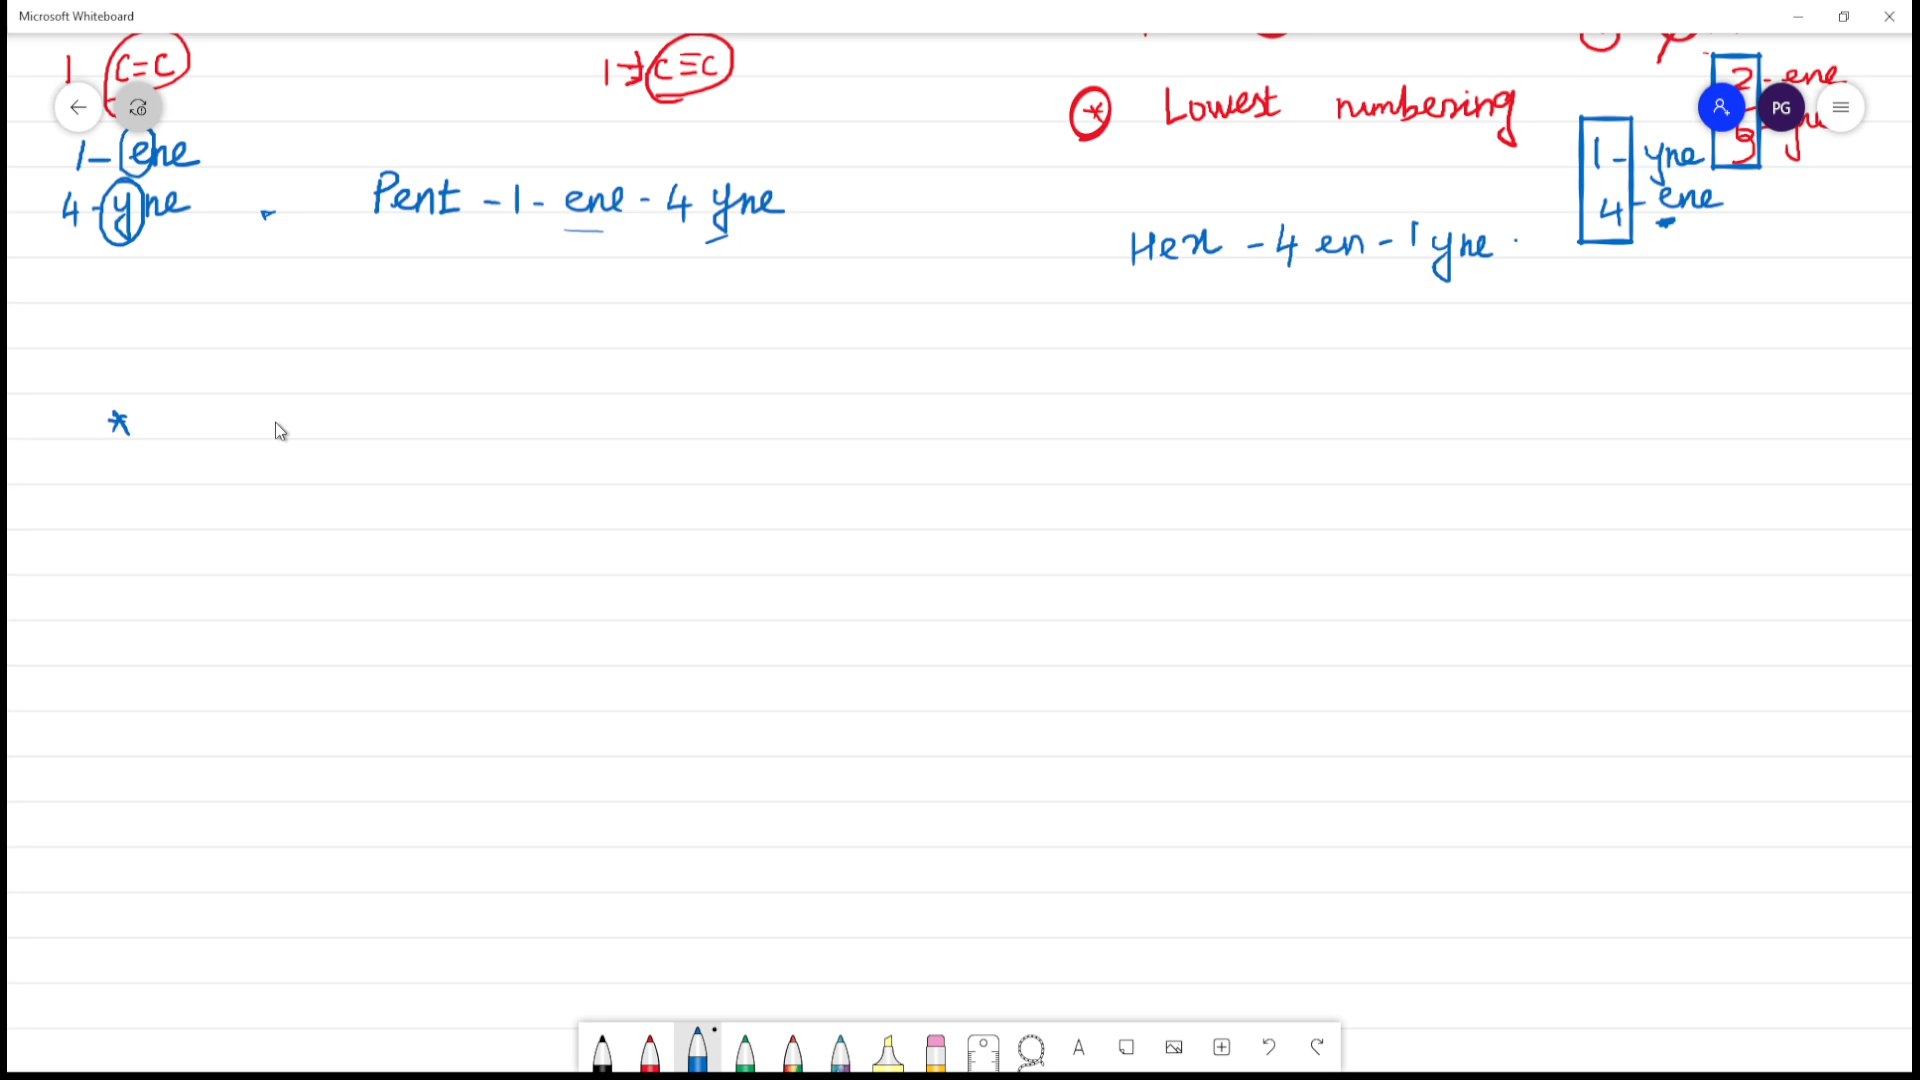 Microsoft Whiteboard
1 C=C
1 C≡C
2 - ene
3
* Lowest numbering
PG
1 - ene
4 - yne
Pent - 1 - ene - 4 yne
1 - yne
4 - ene
Hex - 4 en - 1 yne
*
A